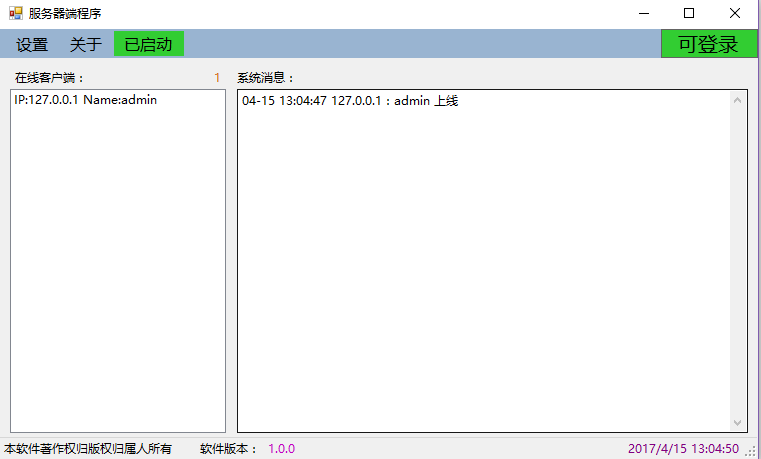 服务器端程序
设置 关于 已启动 可登录
在线客户端： 1 系统消息：
IP:127.0.0.1 Name:admin
04-15 13:04:47 127.0.0.1：admin 上线
本软件著作权归版权归属人所有 软件版本： 1.0.0 2017/4/15 13:04:50